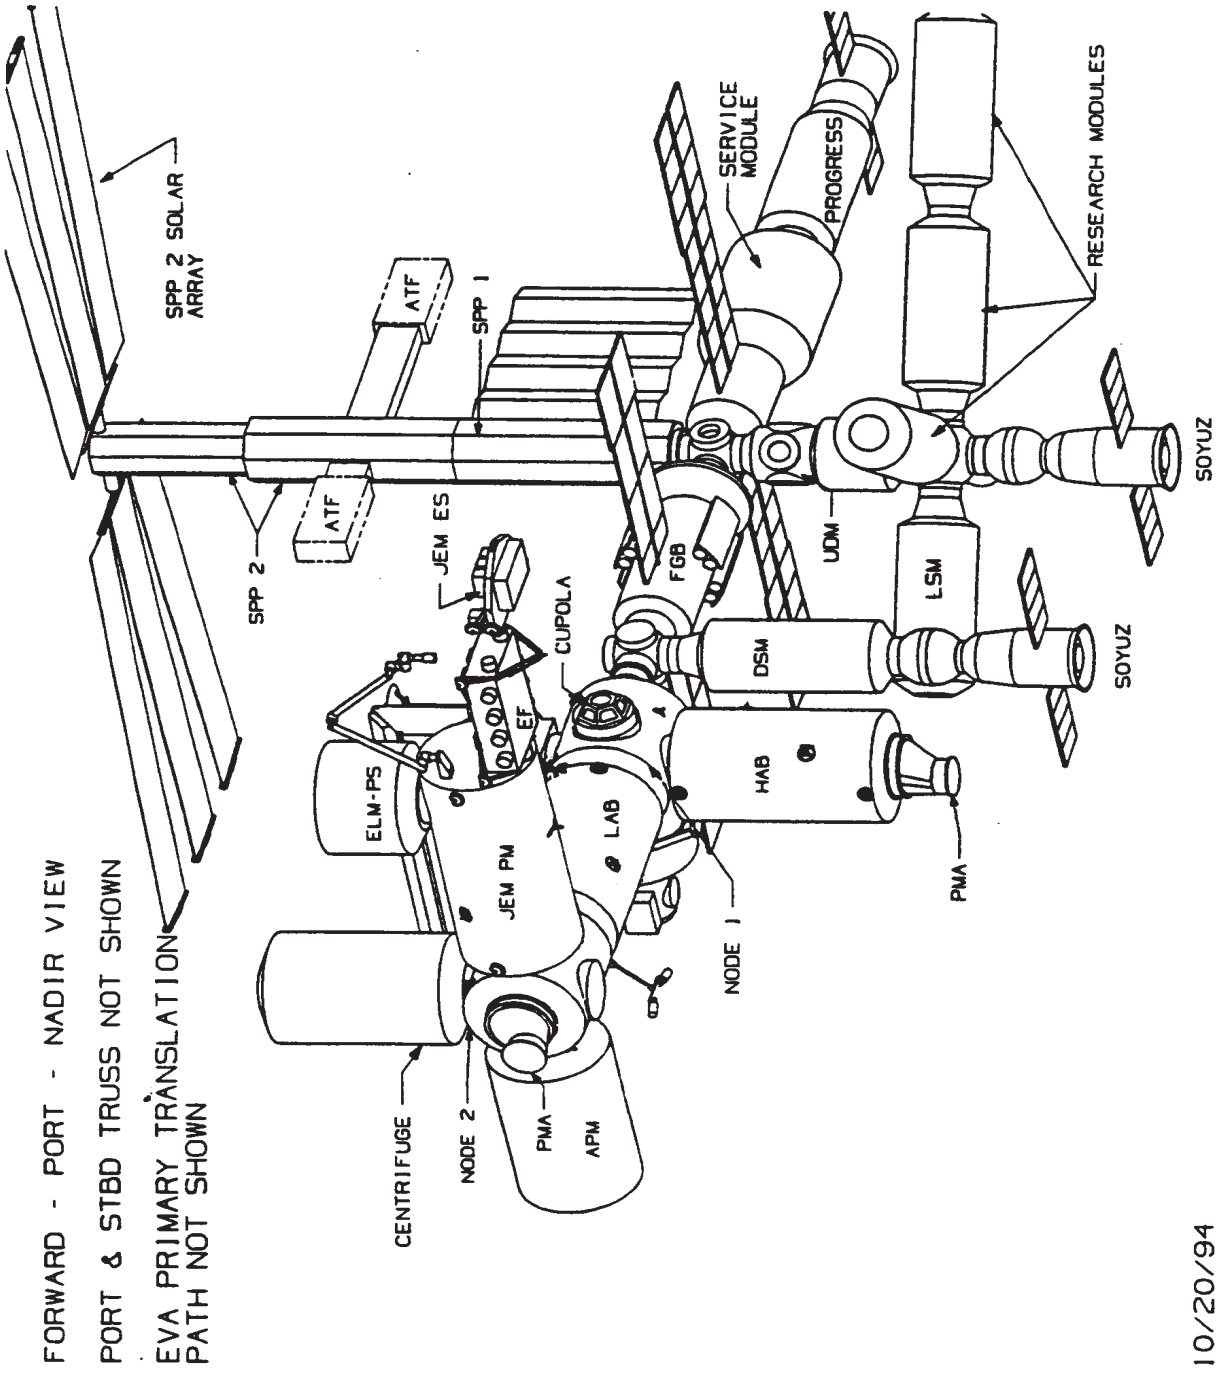 FORWARD - PORT - NADIR VIEW
PORT & STBD TRUSS NOT SHOWN
EVA PRIMARY TRANSLATION
PATH NOT SHOWN
SPP 2 SOLAR
ARRAY
SPP 2
ATF
ATF
SPP 1
JEM ES
CUPOLA
EF
ELM-PS
JEM PM
CENTRIFUGE
NODE 2
PMA
APM
LAB
NODE 1
HAB
PMA
DSM
FGB
UDM
LSM
SERVICE
MODULE
PROGRESS
RESEARCH MODULES
SOYUZ
SOYUZ
10/20/94